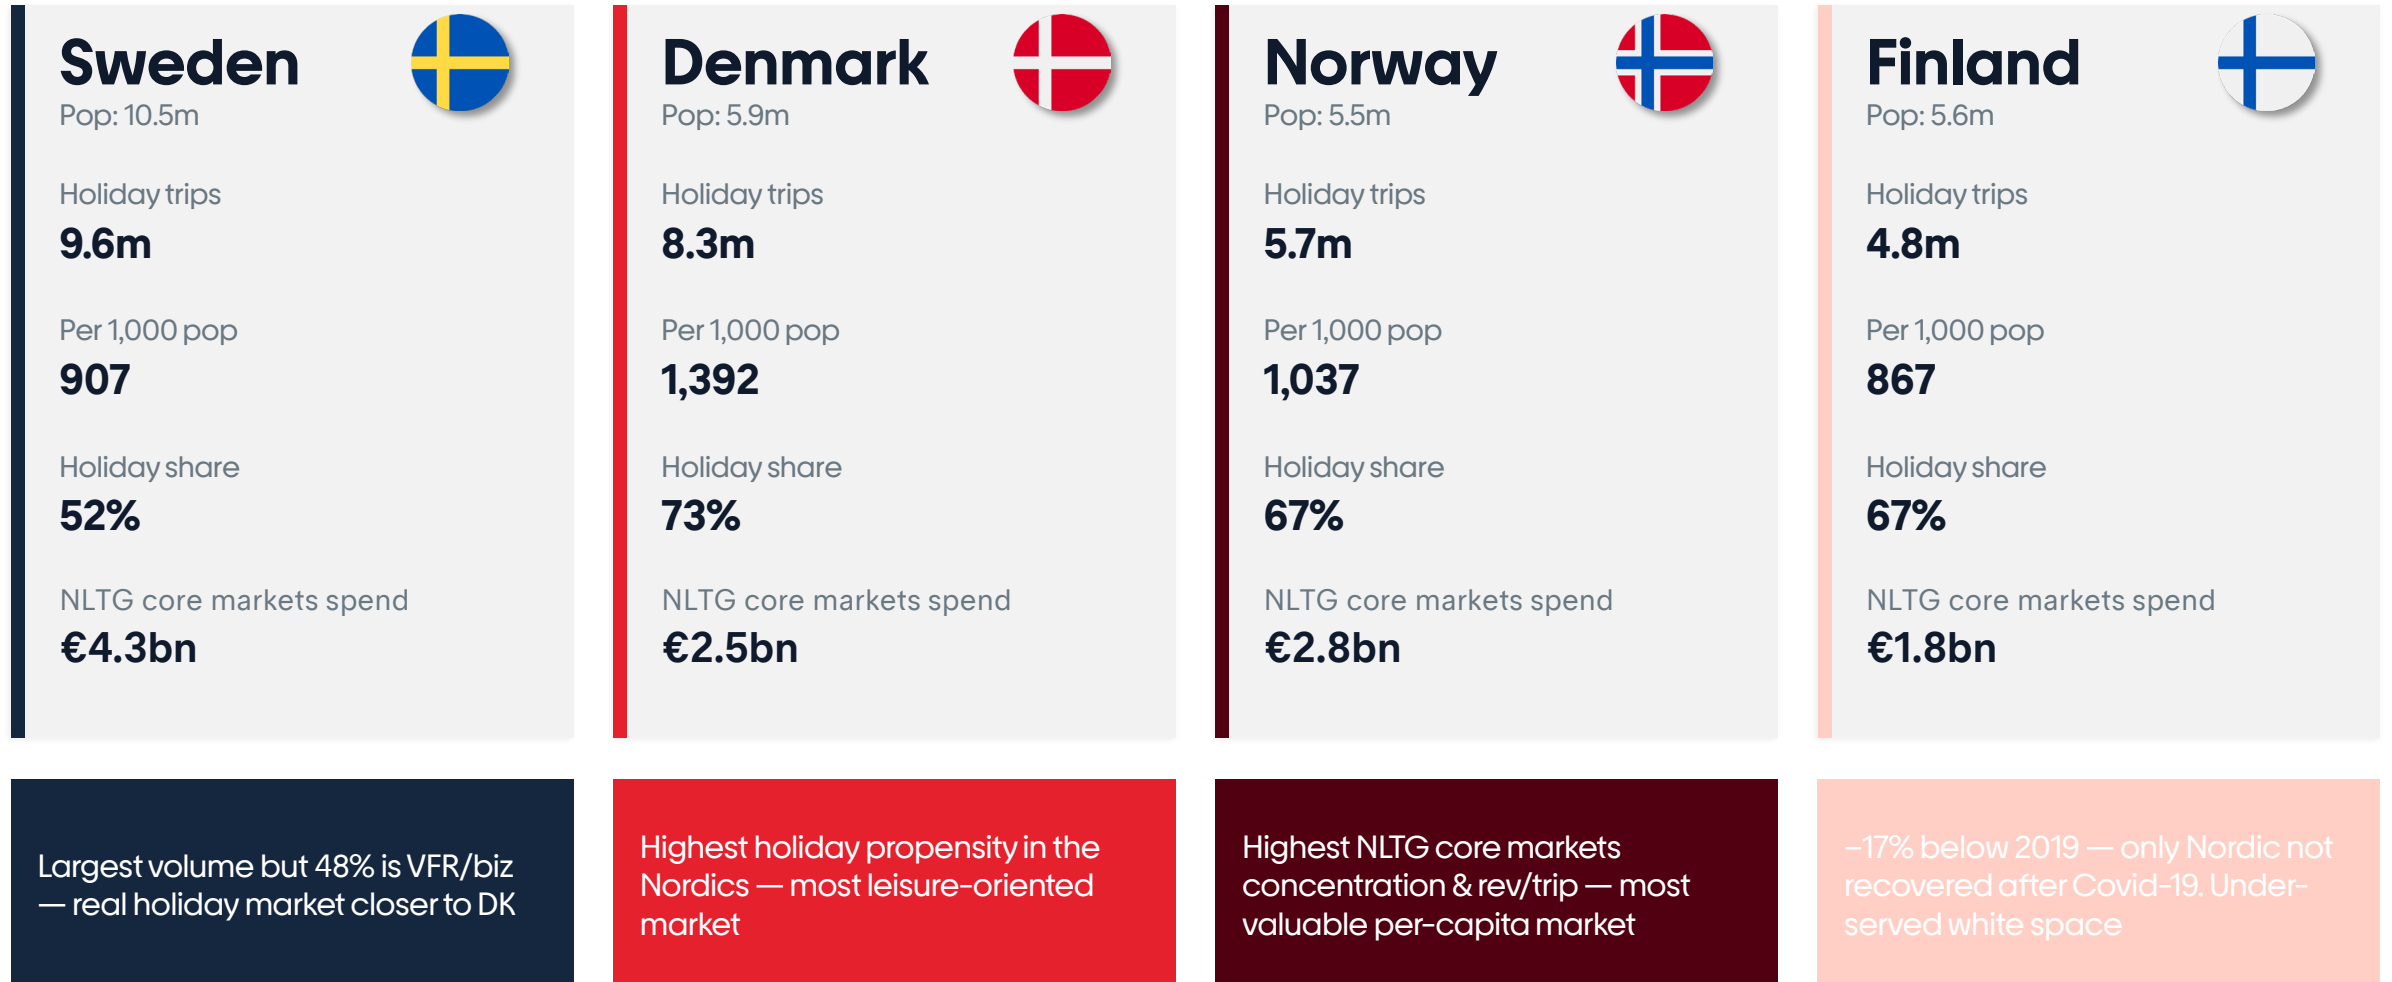 Sweden
Pop: 10.5m
Holiday trips
9.6m
Per 1,000 pop
907
Holiday share
52%
NLTG core markets spend
€4.3bn
Largest volume but 48% is VFR/biz
— real holiday market closer to DK
Denmark
Pop: 5.9m
Holiday trips
8.3m
Per 1,000 pop
1,392
Holiday share
73%
NLTG core markets spend
€2.5bn
Highest holiday propensity in the
Nordics — most leisure-oriented
market
Norway
Pop: 5.5m
Holiday trips
5.7m
Per 1,000 pop
1,037
Holiday share
67%
NLTG core markets spend
€2.8bn
Highest NLTG core markets
concentration & rev/trip — most
valuable per-capita market
Finland
Pop: 5.6m
Holiday trips
4.8m
Per 1,000 pop
867
Holiday share
67%
NLTG core markets spend
€1.8bn
–17% below 2019 — only Nordic not
recovered after Covid-19. Under-
served white space